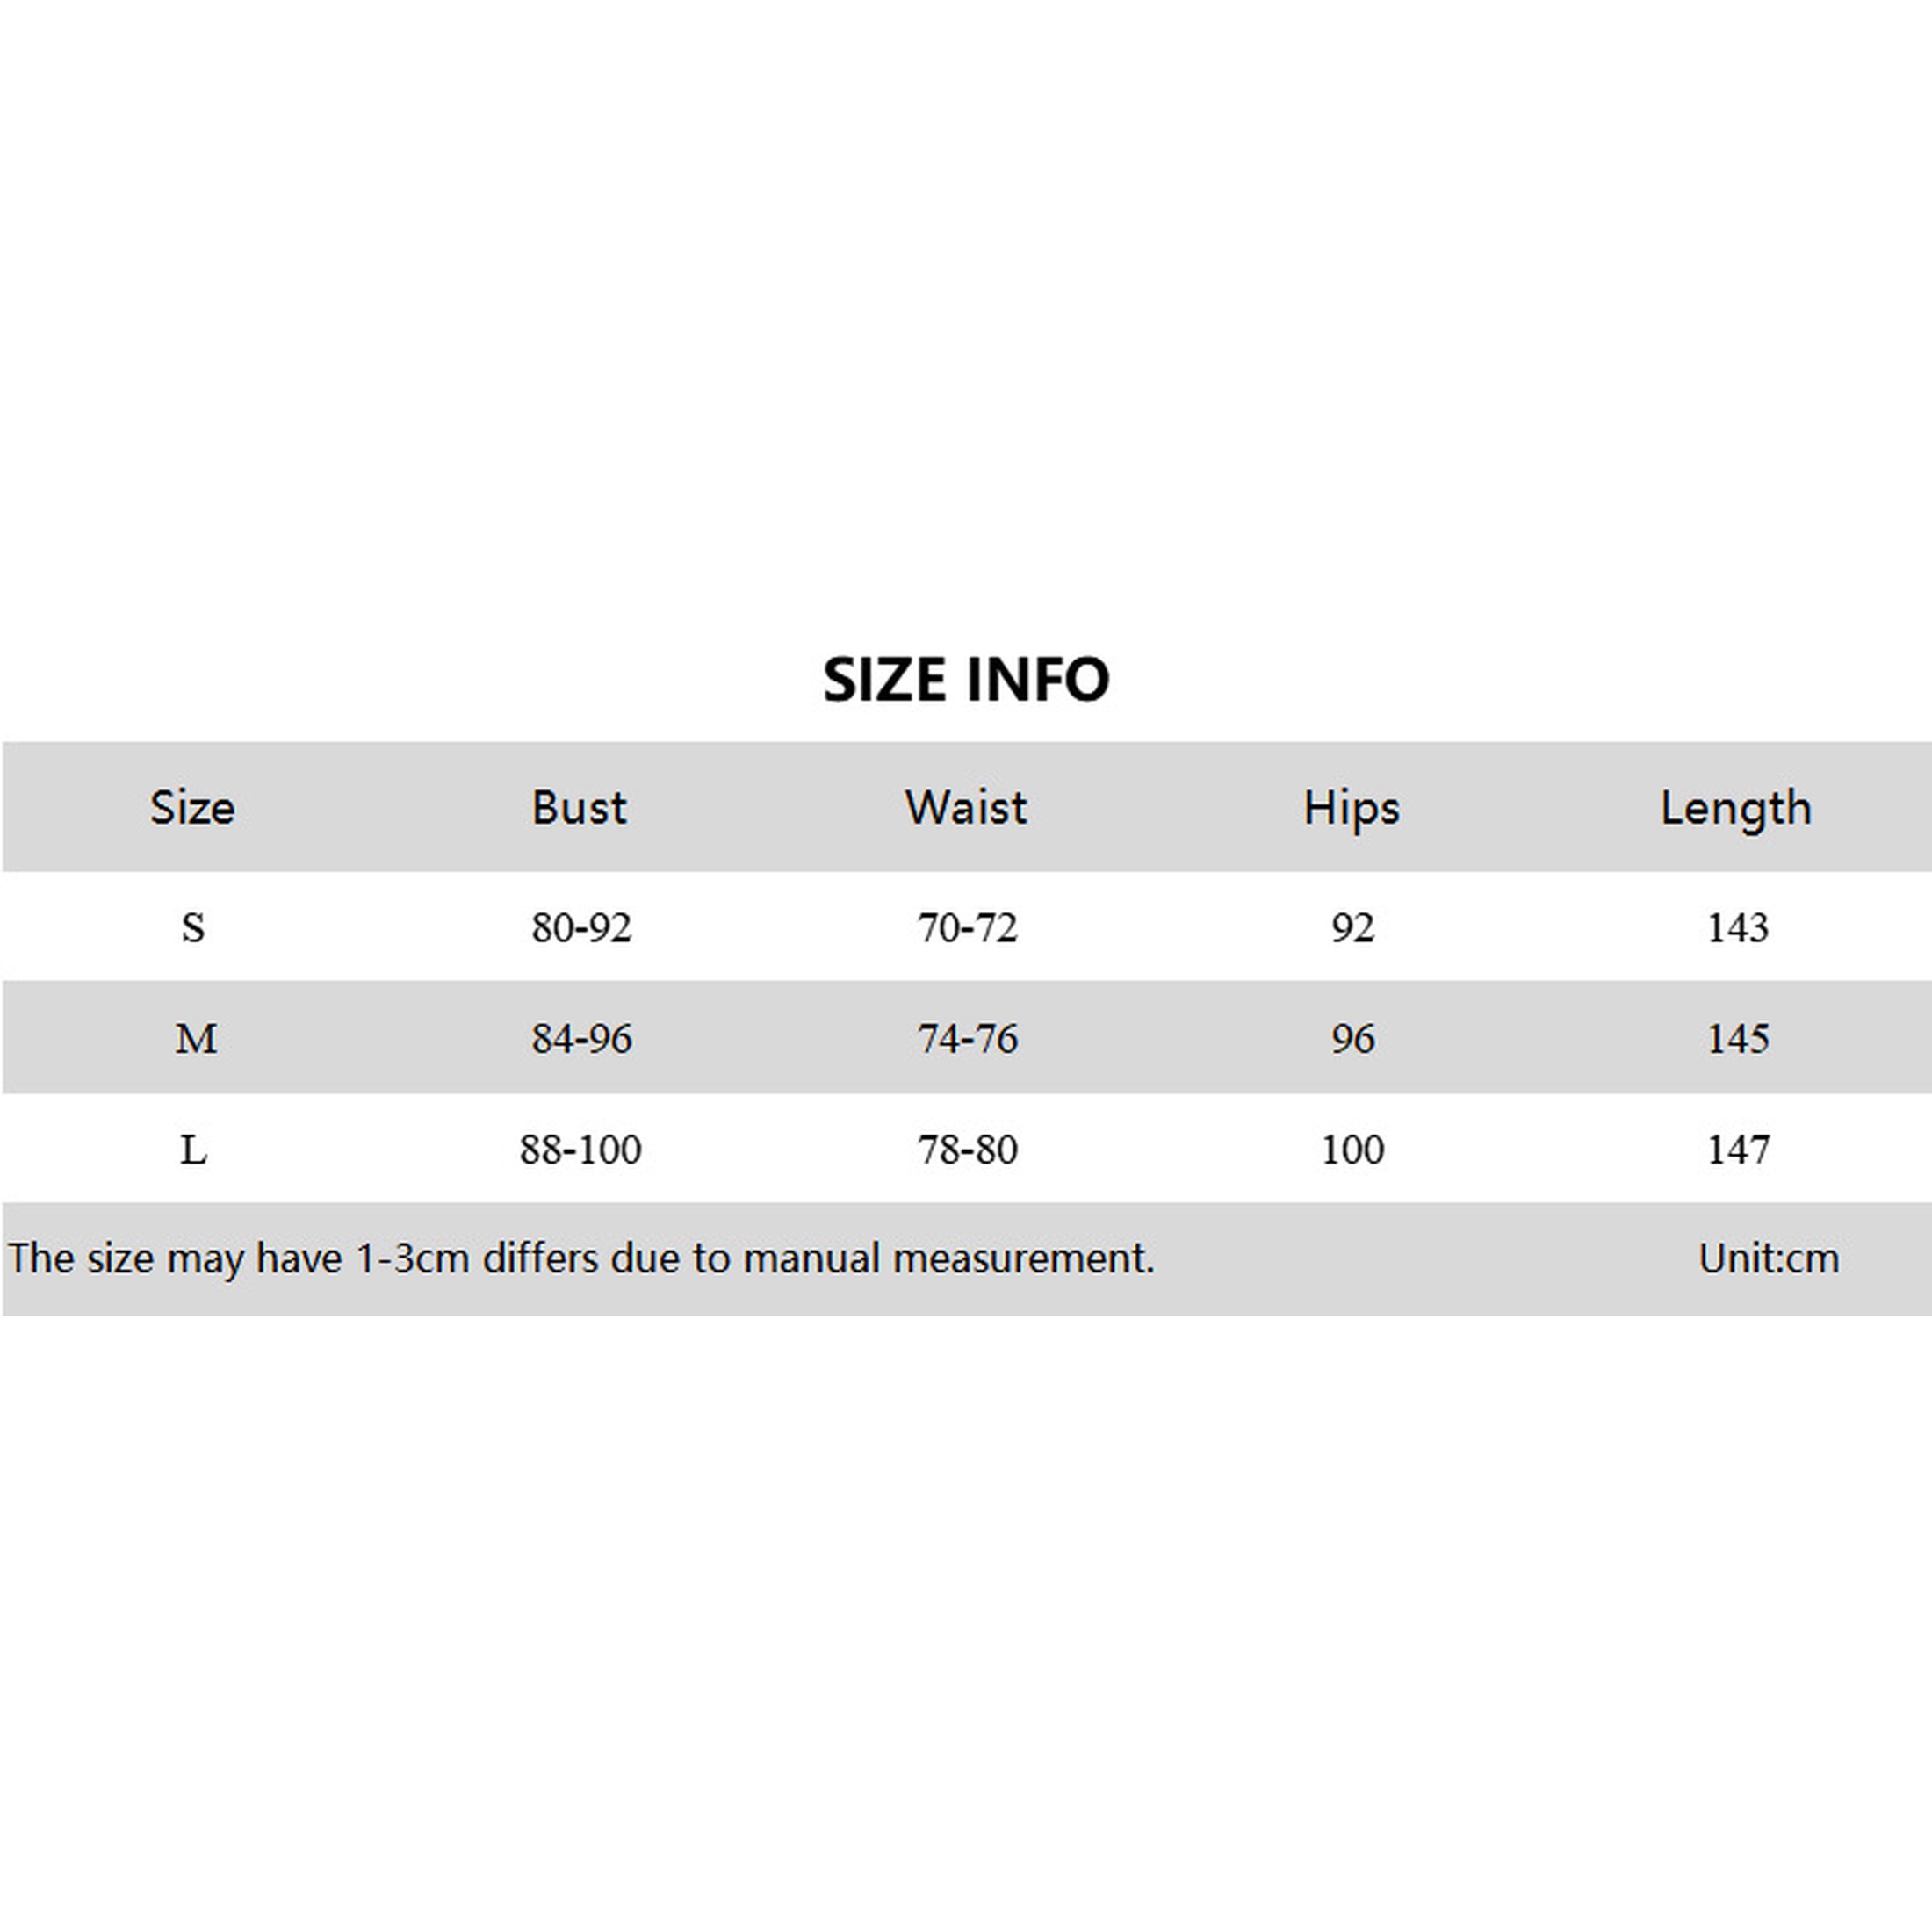 SIZE INFO
Size Bust Waist Hips Length
S 80-92 70-72 92 143
M 84-96 74-76 96 145
L 88-100 78-80 100 147
The size may have 1-3cm differs due to manual measurement. Unit:cm